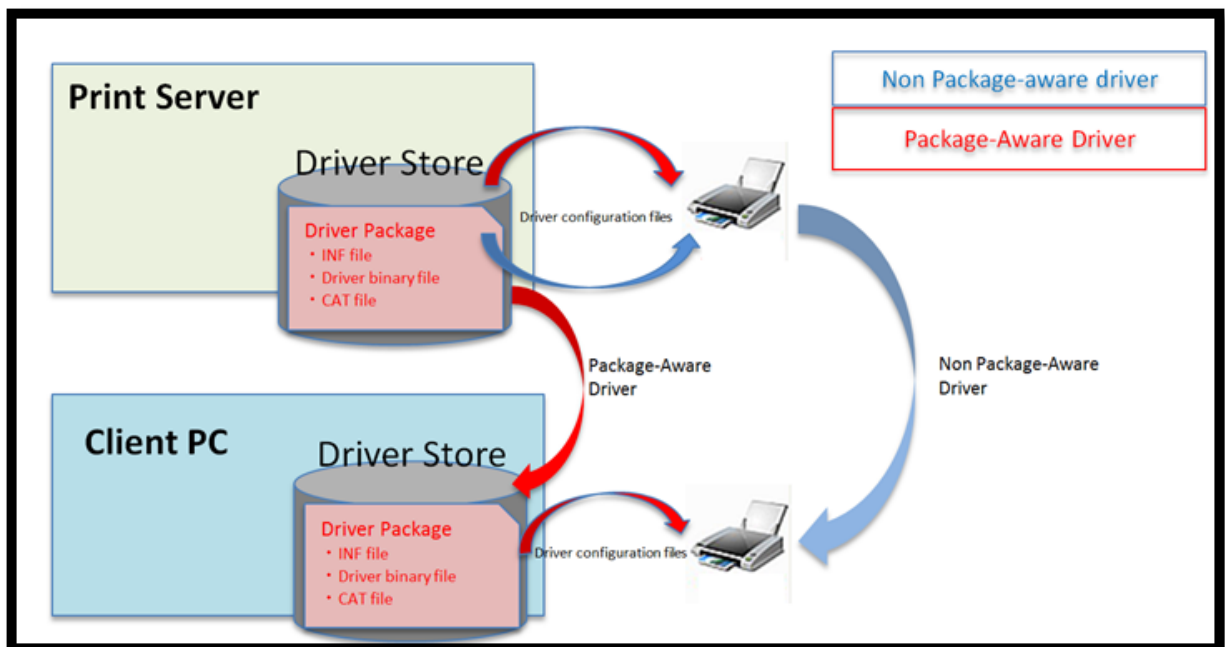 Print Server
Driver Store
Driver Package
・INF file
・Driver binary file
・CAT file
Driver configuration files
Non Package-aware driver
Package-Aware Driver
Package-Aware
Driver
Non Package-Aware
Driver
Client PC
Driver Store
Driver Package
・INF file
・Driver binary file
・CAT file
Driver configuration files